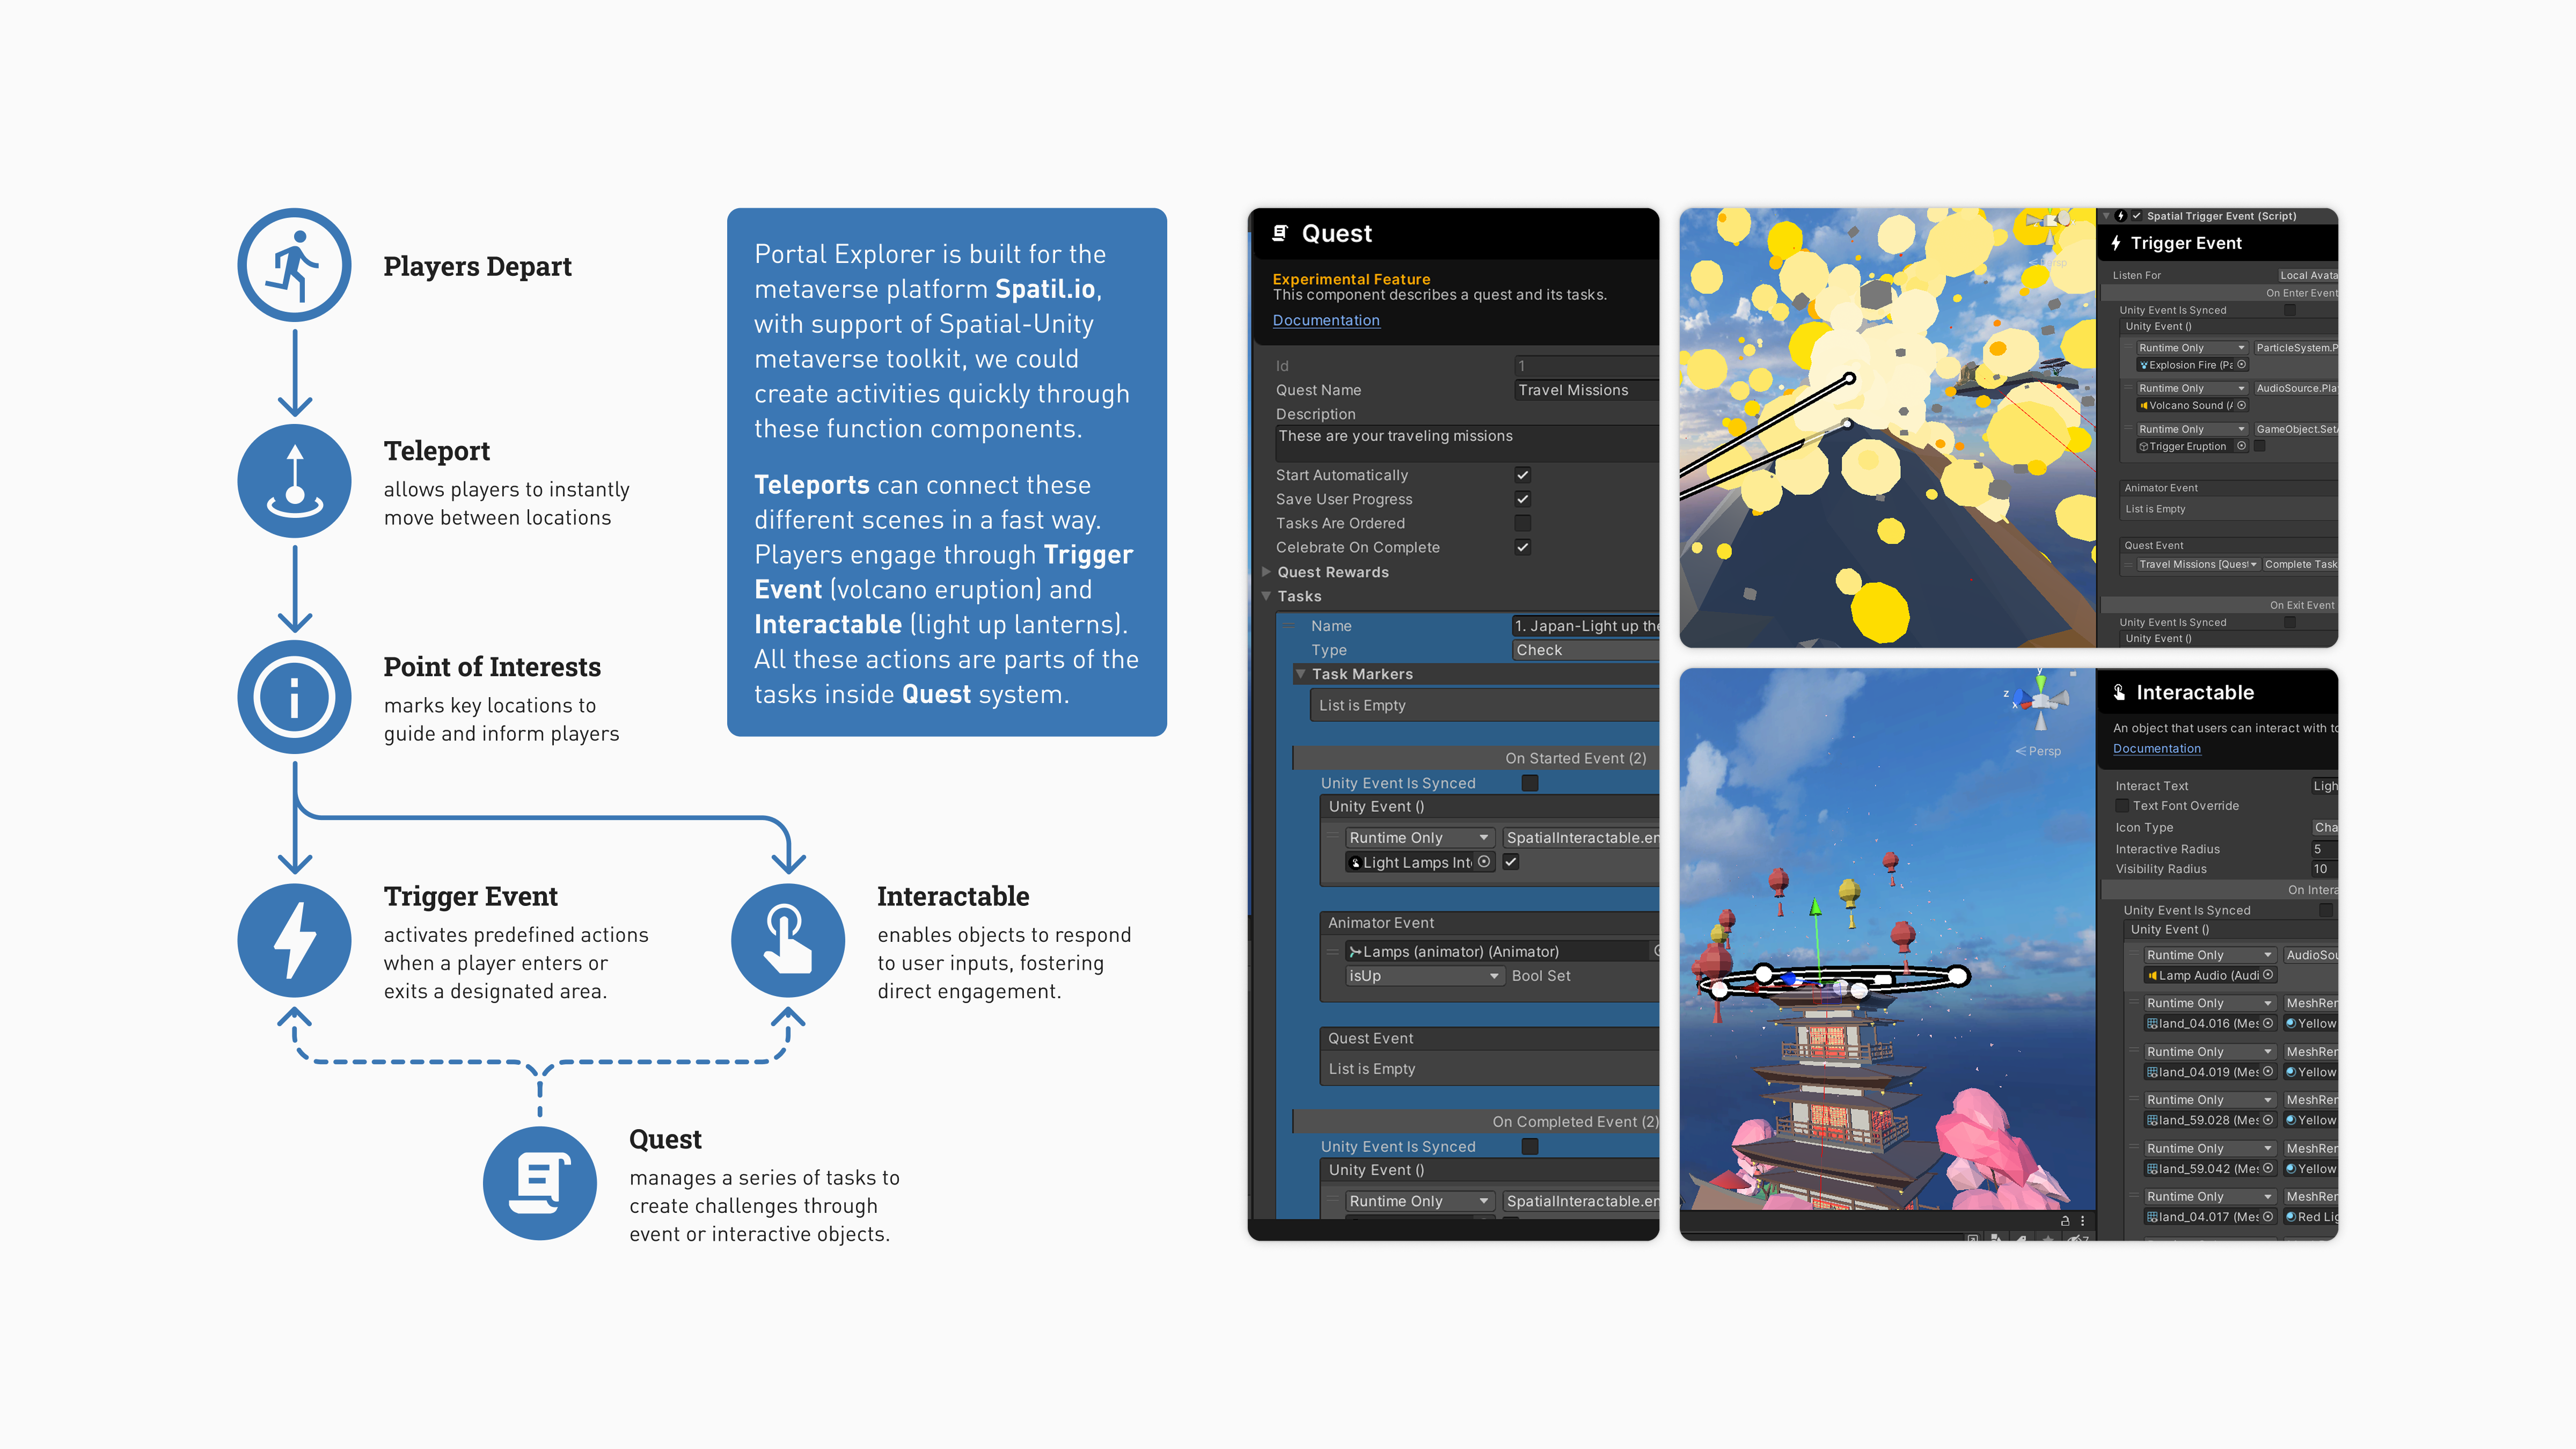 Players Depart
Teleport
allows players to instantly
move between locations
Point of Interests
marks key locations to
guide and inform players
Trigger Event
activates predefined actions
when a player enters or
exits a designated area.
Interactable
enables objects to respond
to user inputs, fostering
direct engagement.
Quest
manages a series of tasks to
create challenges through
event or interactive objects.
Portal Explorer is built for the
metaverse platform Spatil.io,
with support of Spatial-Unity
metaverse toolkit, we could
create activities quickly through
these function components.
Teleports can connect these
different scenes in a fast way.
Players engage through Trigger
Event (volcano eruption) and
Interactable (light up lanterns).
All these actions are parts of the
tasks inside Quest system.
Quest
Experimental Feature
This component describes a quest and its tasks.
Documentation
Id 1
Quest Name Travel Missions
Description
These are your traveling missions
Start Automatically
Save User Progress
Tasks Are Ordered
Celebrate On Complete
Quest Rewards
Tasks
Name 1. Japan-Light up the
Type Check
Task Markers
List is Empty
On Started Event (2)
Unity Event Is Synced
Unity Event ()
Runtime Only SpatialInteractable.en
Light Lamps Int
Animator Event
Lamps (animator) (Animator)
isUp Bool Set
Quest Event
List is Empty
On Completed Event (2)
Unity Event Is Synced
Unity Event ()
Runtime Only SpatialInteractable.en
Persp
Spatial Trigger Event (Script)
Trigger Event
Listen For Local Avata
On Enter Event
Unity Event Is Synced
Unity Event ()
Runtime Only ParticleSystem.P
Explosion Fire (Pa
Runtime Only AudioSource.Pla
Volcano Sound (A
Runtime Only GameObject.SetA
Trigger Eruption
Animator Event
List is Empty
Quest Event
Travel Missions [Quest Complete Task
On Exit Event
Unity Event Is Synced
Unity Event ()
y
z
x
Persp
7
Interactable
An object that users can interact with to
Documentation
Interact Text Ligh
Text Font Override
Icon Type Cha
Interactive Radius 5
Visibility Radius 10
On Intera
Unity Event Is Synced
Unity Event ()
Runtime Only AudioSou
Lamp Audio (Audi
Runtime Only MeshRer
land_04.016 (Mes Yellow
Runtime Only MeshRer
land_04.019 (Mes Yellow
Runtime Only MeshRer
land_59.028 (Mes Yellow
Runtime Only MeshRer
land_59.042 (Mes Yellow
Runtime Only MeshRer
land_04.017 (Mes Red Lig